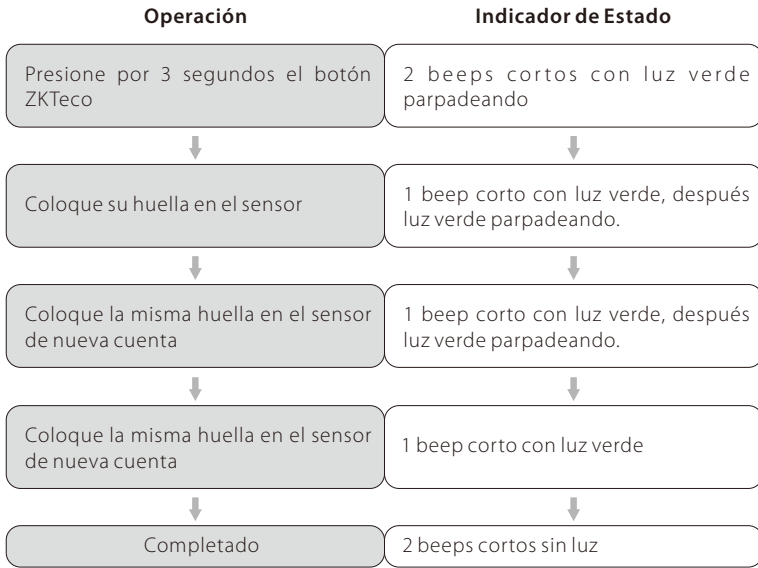 Operación
Indicador de Estado
Presione por 3 segundos el botón
ZKTeco
2 beeps cortos con luz verde
parpadeando
Coloque su huella en el sensor
1 beep corto con luz verde, después
luz verde parpadeando.
Coloque la misma huella en el sensor
de nueva cuenta
1 beep corto con luz verde, después
luz verde parpadeando.
Coloque la misma huella en el sensor
de nueva cuenta
1 beep corto con luz verde
Completado
2 beeps cortos sin luz